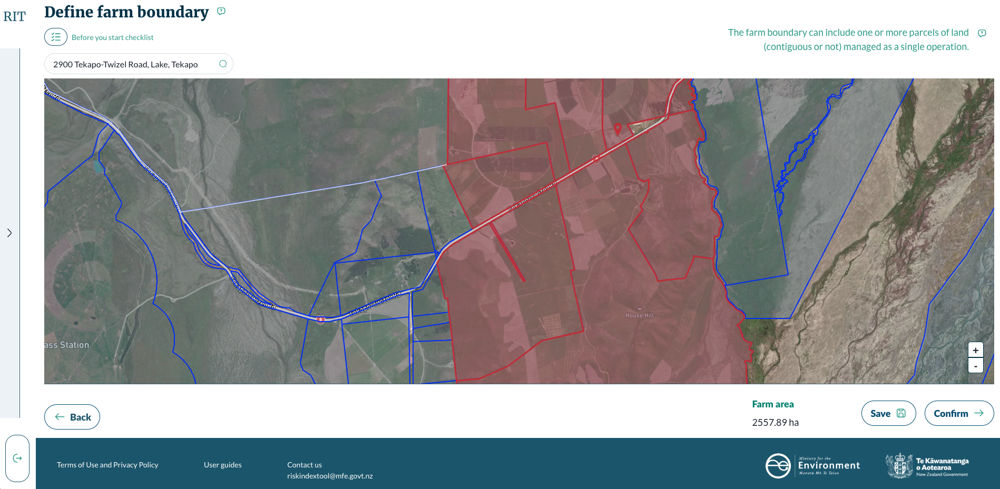 RIT
Define farm boundary
Before you start checklist
The farm boundary can include one or more parcels of land
(contiguous or not) managed as a single operation.
2900 Tekapo-Twizel Road, Lake, Tekapo
Tekapo-Twizel Rd
Tekapo-Twizel Rd
Tekapo-Twizel Rd
Tekapo-Twizel Rd
8
House Hill
ass Station
+
-
Back
Farm area
2557.89 ha
Save
Confirm
Terms of Use and Privacy Policy
User guides
Contact us
riskindextool@mfe.govt.nz
Ministry for the
Environment
Manatū Mō Te Taiao
Te Kāwanatanga
o Aotearoa
New Zealand Government